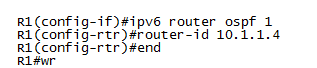 R1(config-if)#ipv6 router ospf 1
R1(config-rtr)#router-id 10.1.1.4
R1(config-rtr)#end
R1#wr